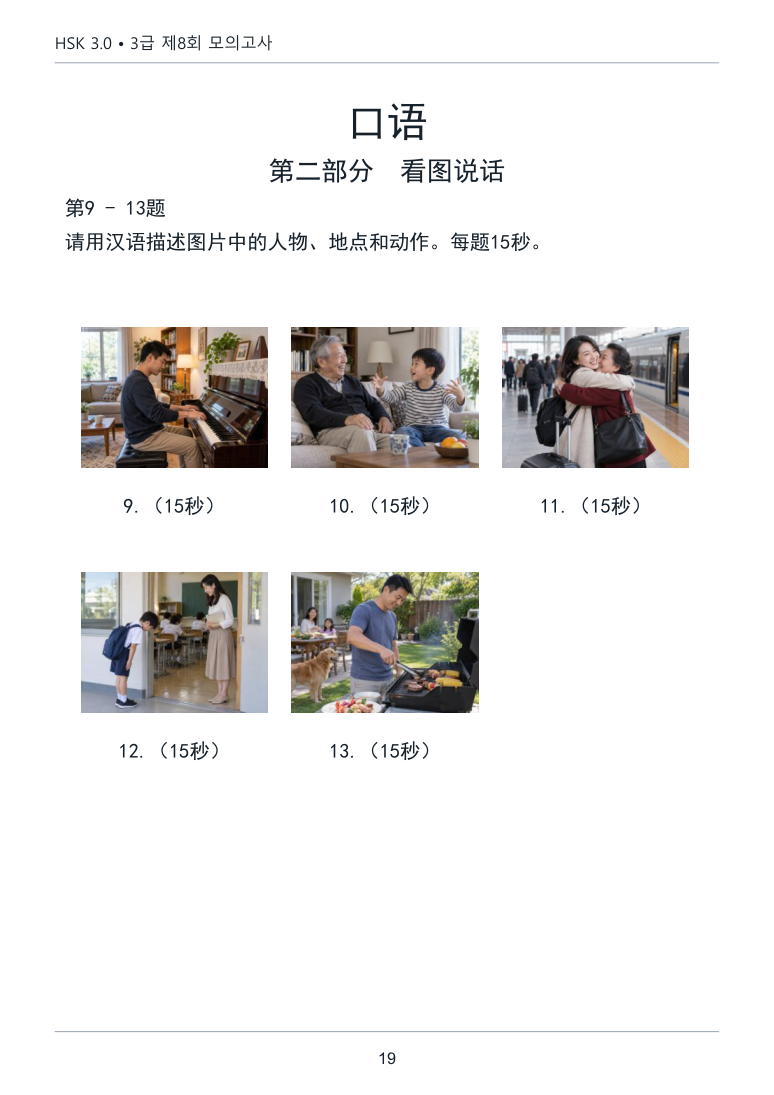 HSK 3.0 • 3급 제8회 모의고사
口语
第二部分　看图说话
第9 - 13题
请用汉语描述图片中的人物、地点和动作。每题15秒。
9.（15秒）
10.（15秒）
11.（15秒）
12.（15秒）
13.（15秒）
19